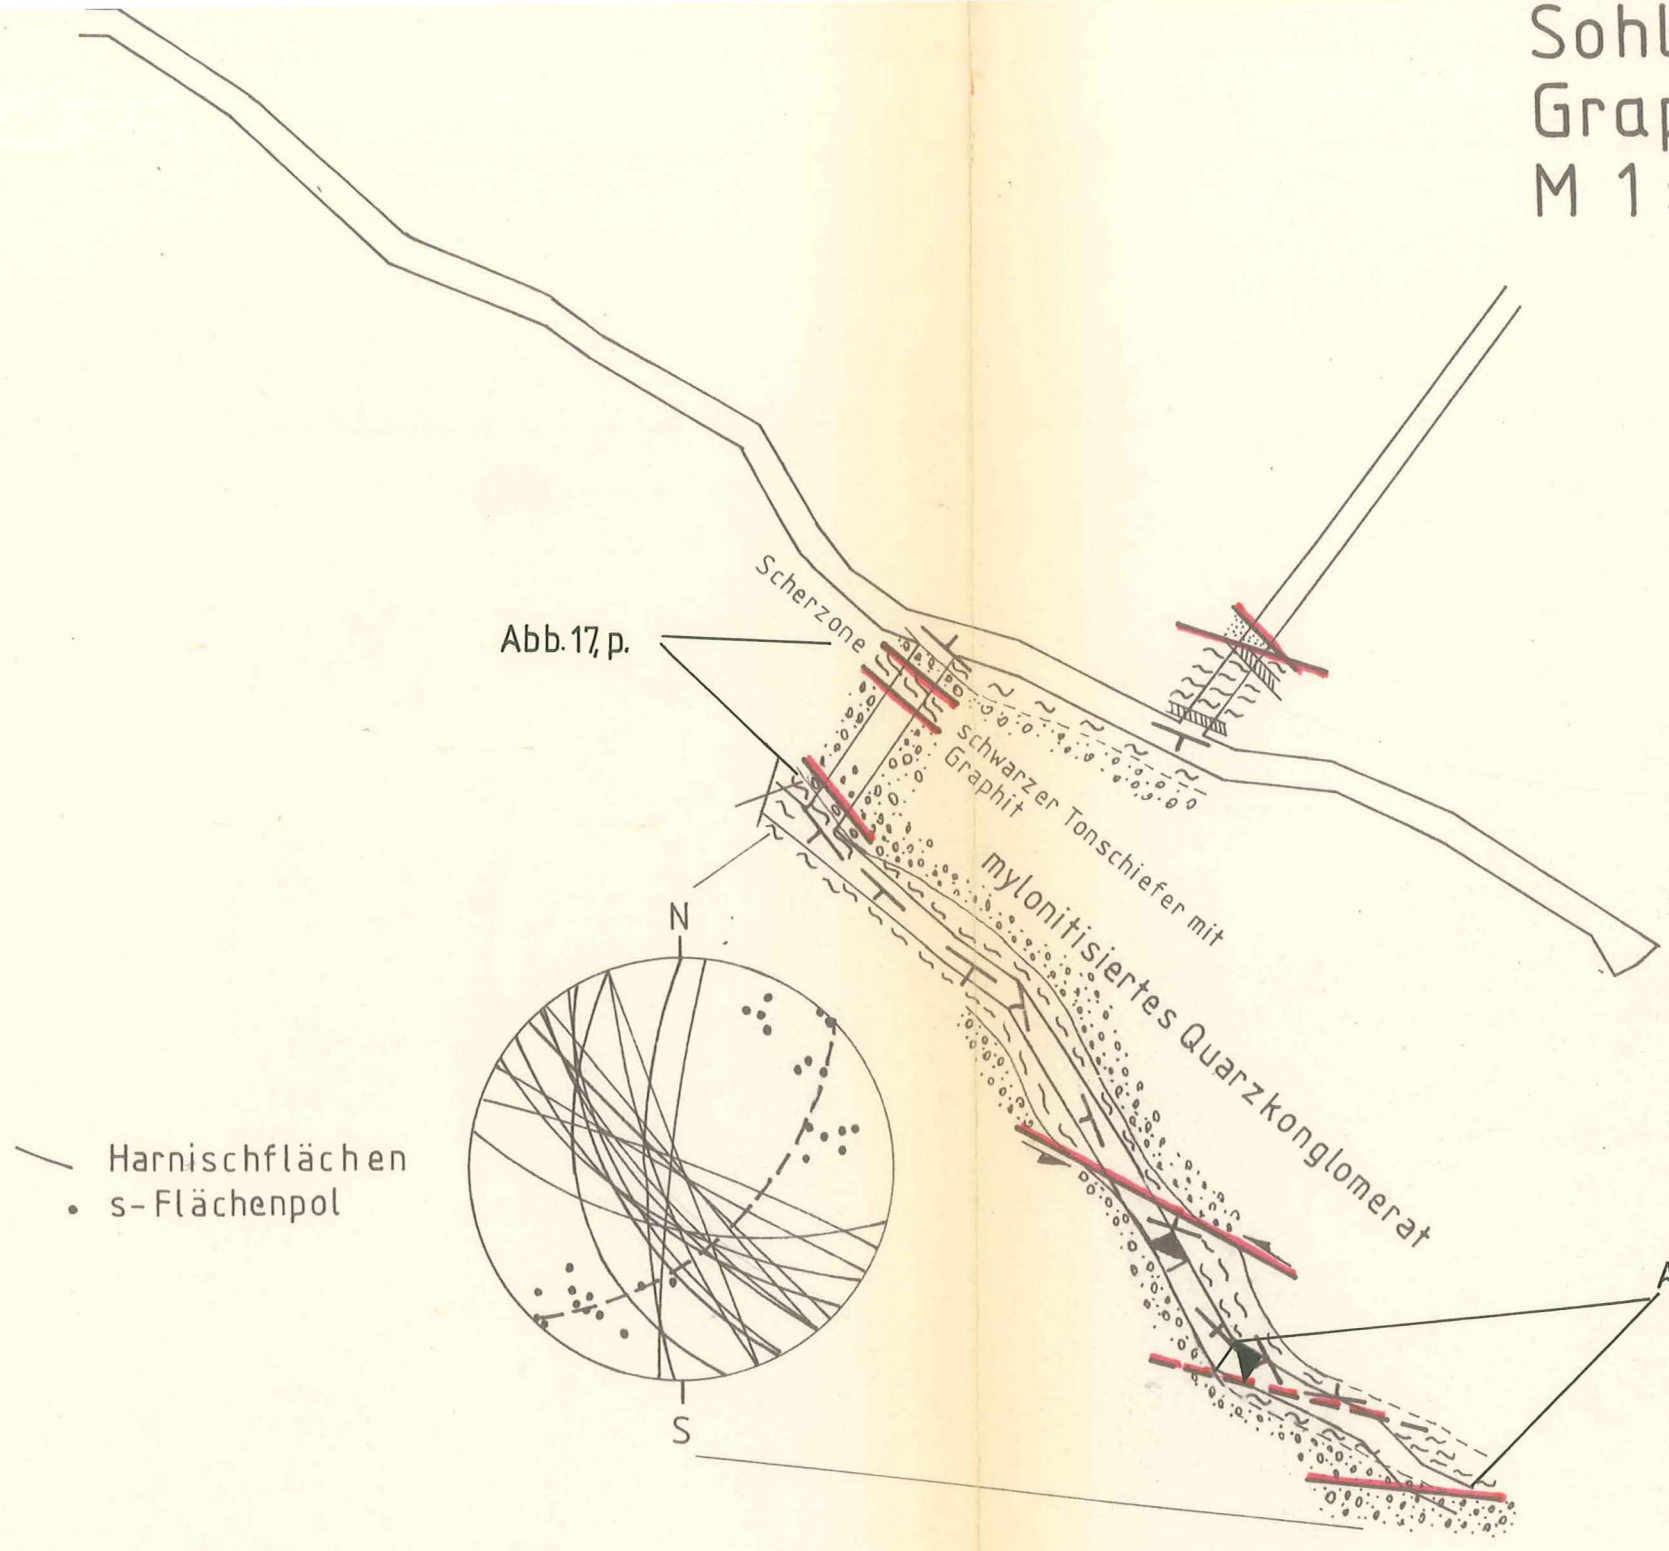 Sohl
Grap
M 1:
Scherzone
Abb. 17, p.
schwarzer Tonschiefer mit
Graphit
mylonitisiertes Quarzkonglomerat
N
Harnischflächen
s-Flächenpol
S
A